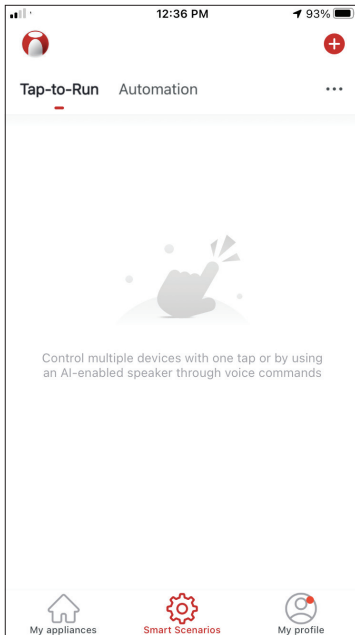 12:36 PM
93%
Tap-to-Run Automation
Control multiple devices with one tap or by using
an AI-enabled speaker through voice commands
My appliances Smart Scenarios My profile